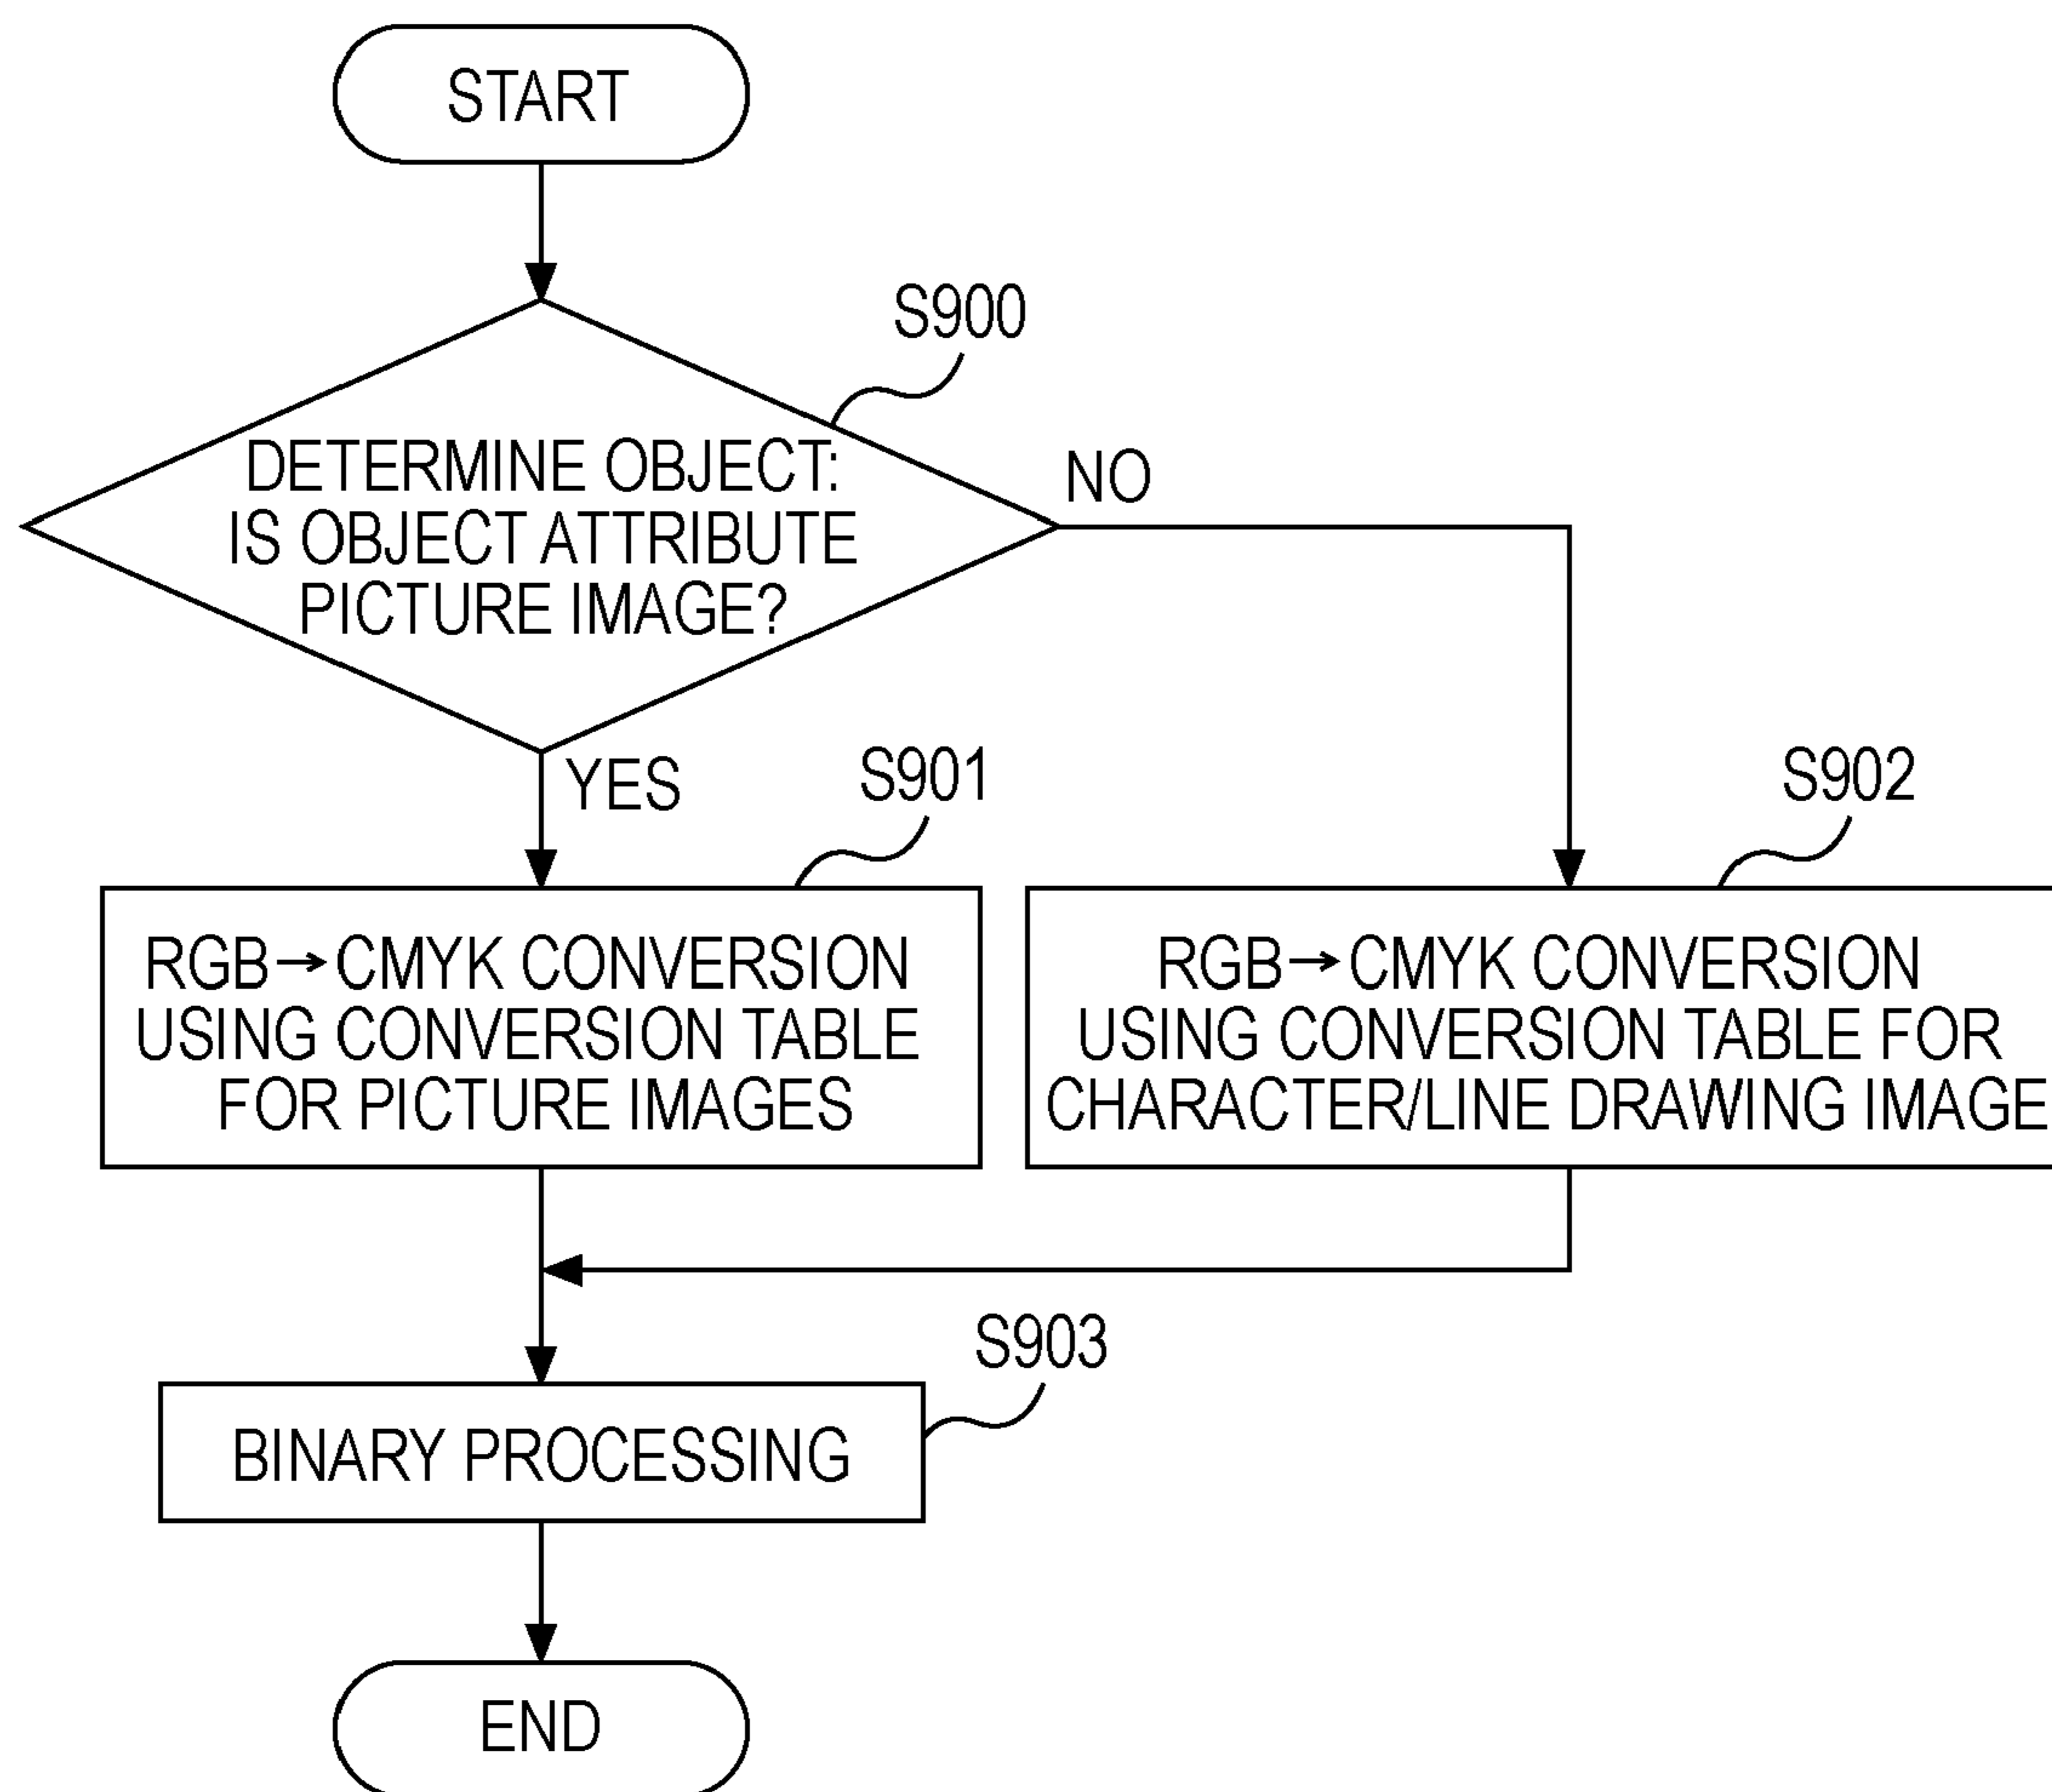 START
S900
DETERMINE OBJECT:
IS OBJECT ATTRIBUTE
PICTURE IMAGE?
NO
YES
S901
S902
RGB→CMYK CONVERSION
USING CONVERSION TABLE
FOR PICTURE IMAGES
RGB→CMYK CONVERSION
USING CONVERSION TABLE FOR
CHARACTER/LINE DRAWING IMAGE
S903
BINARY PROCESSING
END